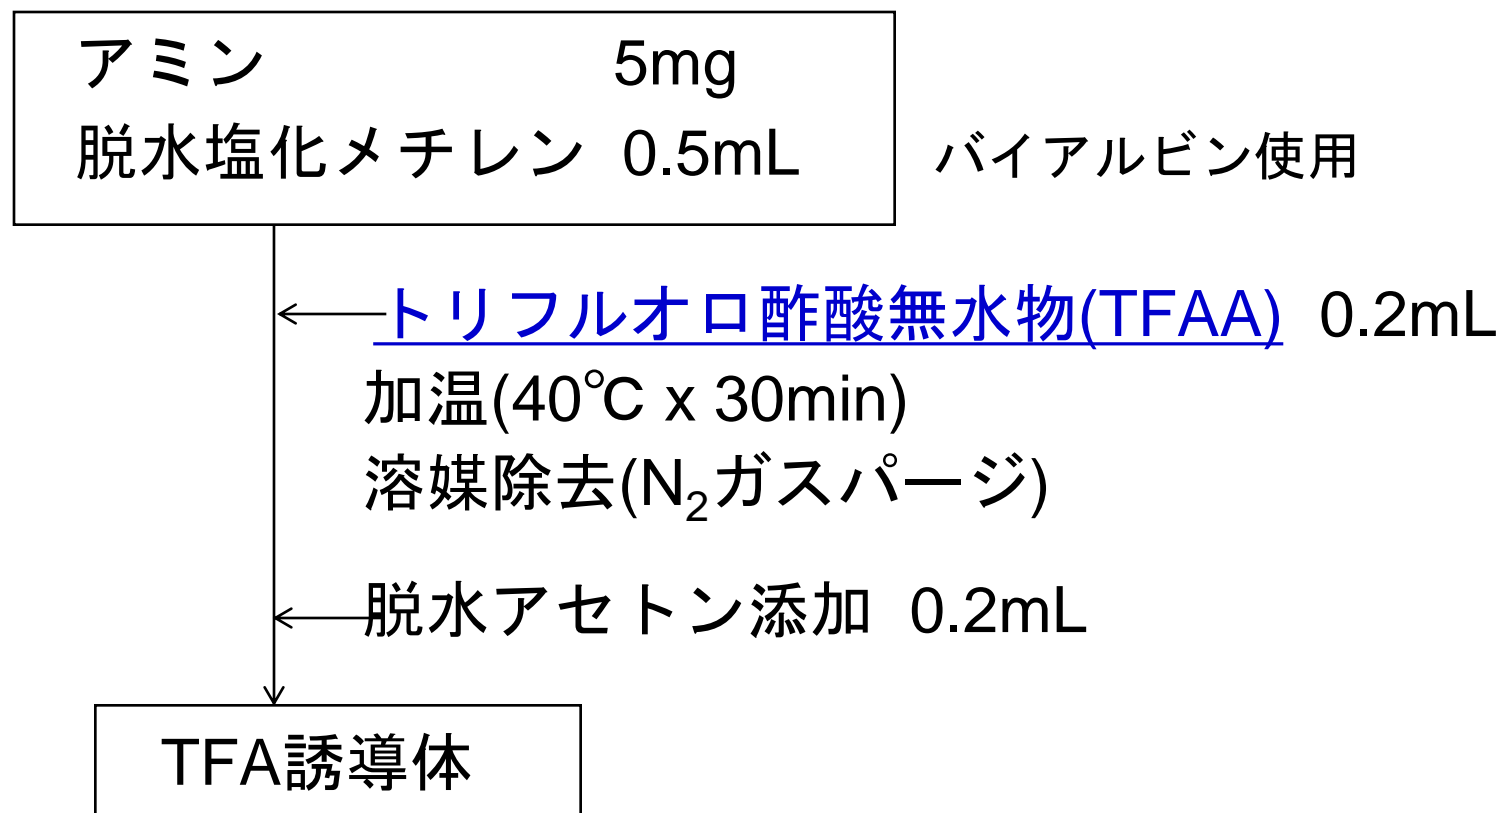 アミン 5mg
脱水塩化メチレン 0.5mL
バイアルビン使用
トリフルオロ酢酸無水物(TFAA) 0.2mL
加温(40℃ x 30min)
溶媒除去(N₂ガスパージ)
脱水アセトン添加 0.2mL
TFA誘導体